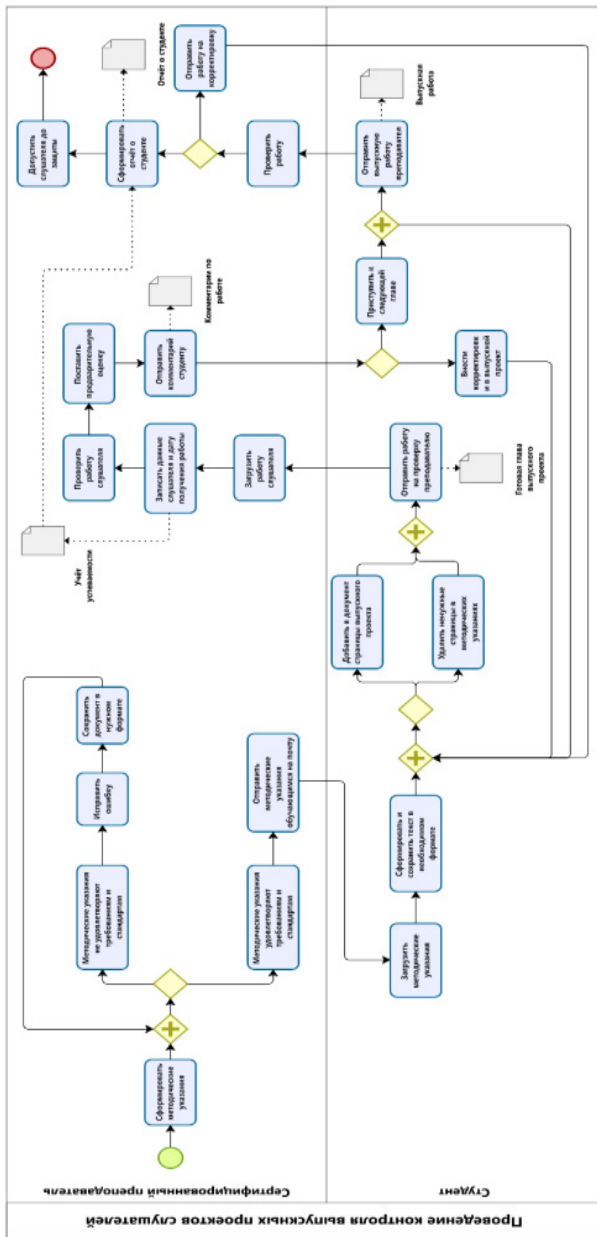 Проведение контроля выпускных проектов слушателей
Сертифицированный преподаватель
Сформировать
методические
указания
Методические указания
не удовлетворяют
требованиям и
стандартам
Исправить
ошибку
Сохранить
документ в
нужном
формате
Методические указания
удовлетворяют
требованиям и
стандартам
Отправить
методические
указания
обучающимся на почту
Учёт
успеваемости
Загрузить
работу
слушателя
Записать данные
слушателя и дату
получения работы
Проверить
работу
слушателя
Поставить
предварительную
оценку
Отправить
комментарий
студенту
Комментарии по
работе
Проверить
работу
Отправить
работу на
корректировку
Сформировать
отчёт о
студенте
Отчёт о студенте
Допустить
слушателя до
защиты
Студент
Загрузить
методические
указания
Сформировать и
сохранить текст в
необходимом
формате
Добавить в документ
страницы выпускного
проекта
Удалить ненужные
страницы в
методических
указаниях
Отправить работу
на проверку
преподавателю
Готовая глава
выпускного
проекта
Приступить к
следующей
главе
Внести
корректировк
и в выпускной
проект
Отправить
выпускную
работу
преподавател
Выпускная
работа